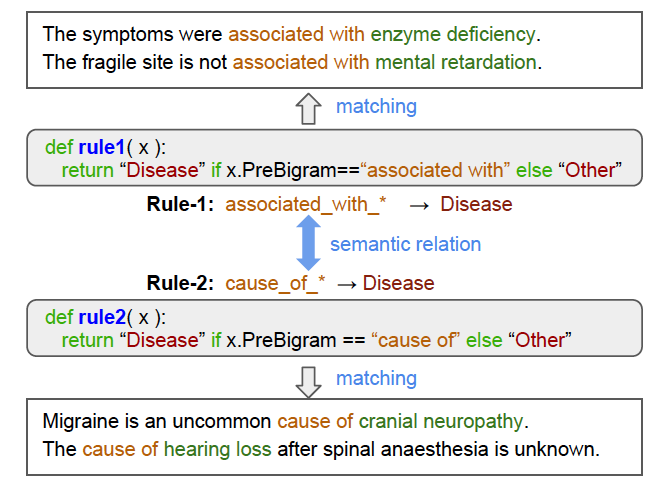 The symptoms were associated with enzyme deficiency.
The fragile site is not associated with mental retardation.
matching
def rule1( x ):
return “Disease” if x.PreBigram==“associated with” else “Other”
Rule-1: associated_with_* → Disease
semantic relation
Rule-2: cause_of_* → Disease
def rule2( x ):
return “Disease” if x.PreBigram == “cause of” else “Other”
matching
Migraine is an uncommon cause of cranial neuropathy.
The cause of hearing loss after spinal anaesthesia is unknown.